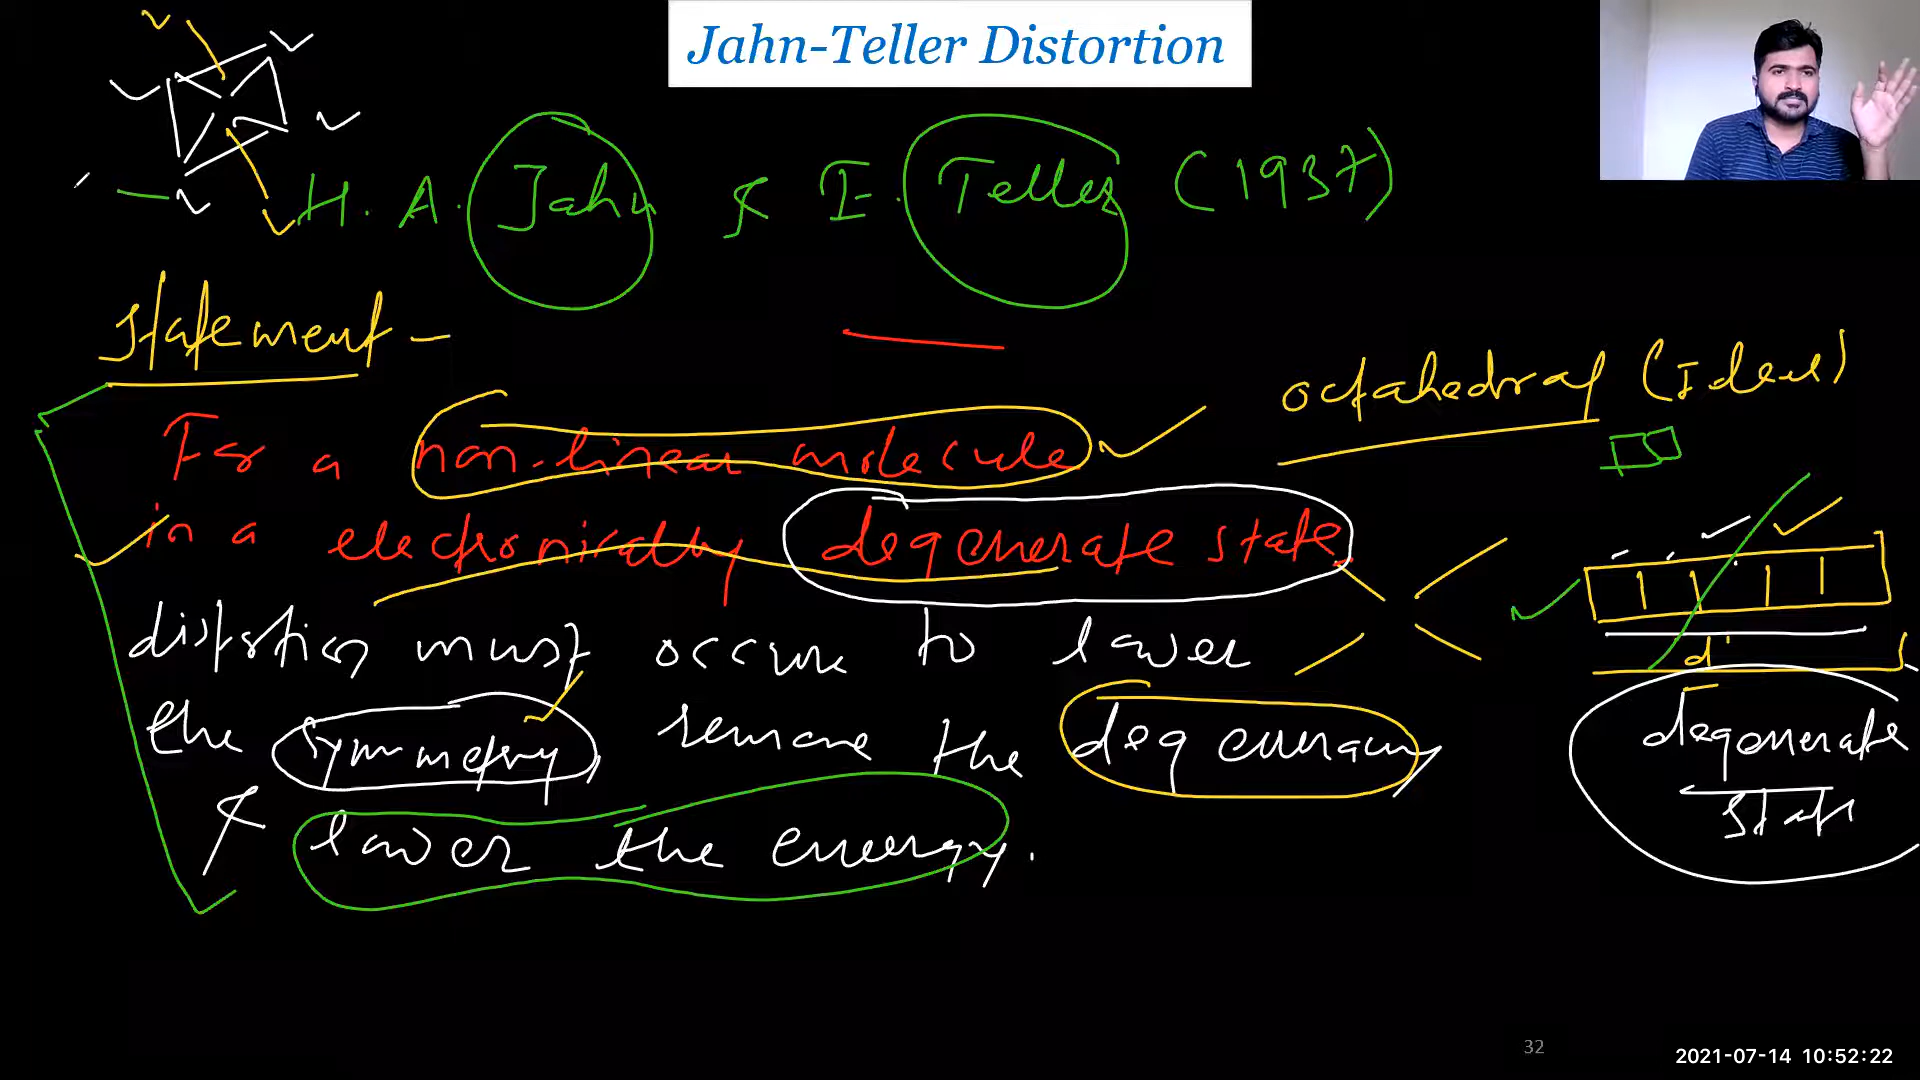 Jahn-Teller Distortion
H. A. Jahn & E. Teller (1937)
Statement -
octahedral (Ideal)
For a non-linear molecule
in a electronically degenerate state
distortion must occure to lower
d
the symmetry, remove the degeneracy
degenerate
state
& lower the energy.
32
2021-07-14 10:52:22